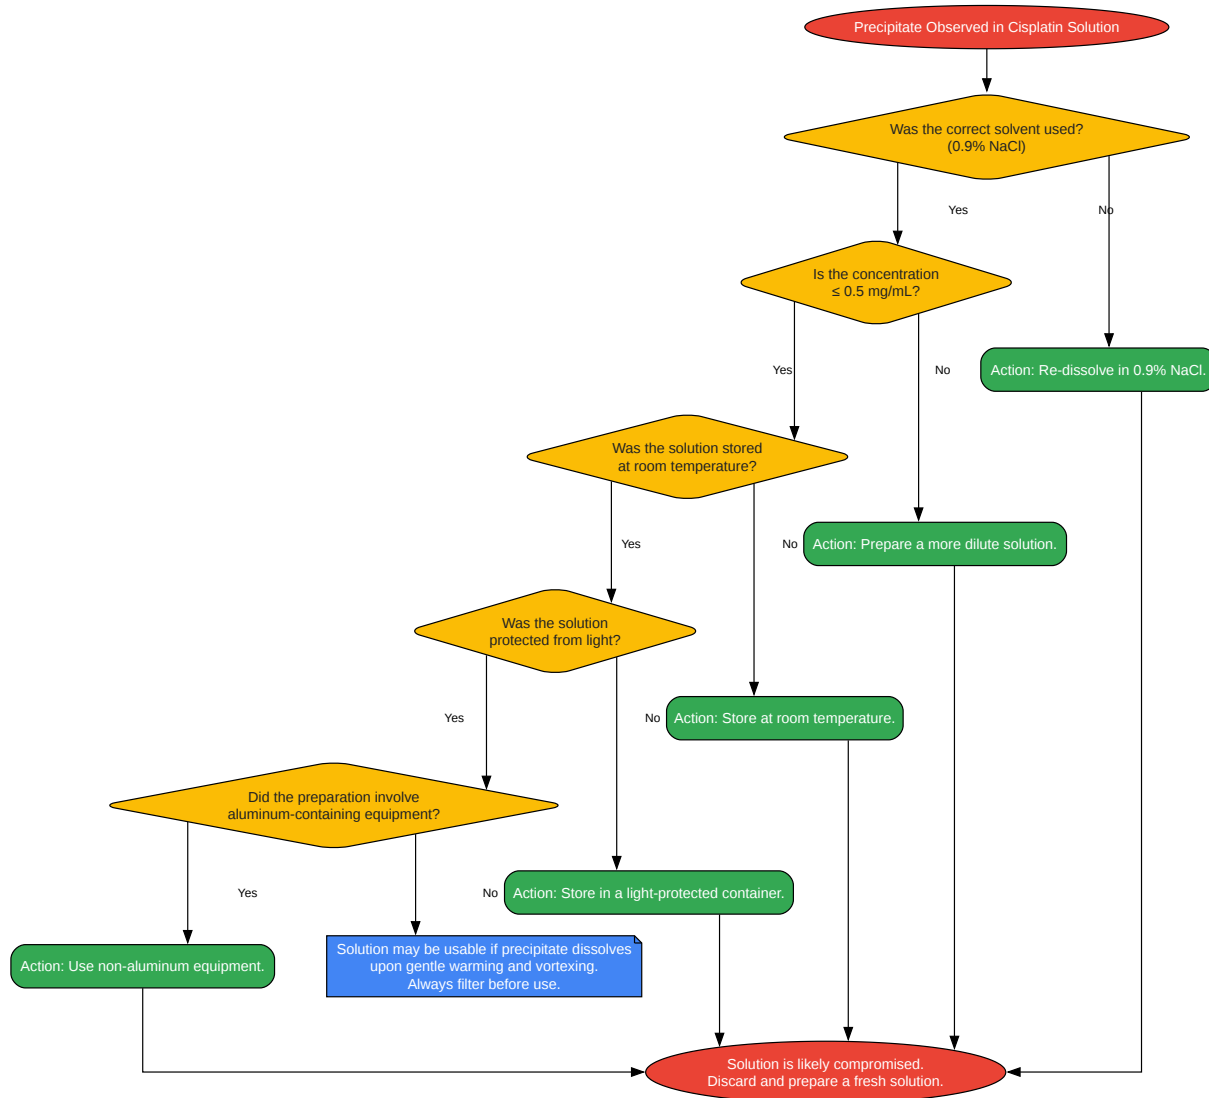 Precipitate Observed in Cisplatin Solution
Was the correct solvent used?
(0.9% NaCl)
Yes
No
Is the concentration
≤ 0.5 mg/mL?
Yes
No
Action: Re-dissolve in 0.9% NaCl.
Was the solution stored
at room temperature?
Yes
No
Action: Prepare a more dilute solution.
Was the solution
protected from light?
Yes
No
Action: Store at room temperature.
Did the preparation involve
aluminum-containing equipment?
Yes
No
Action: Store in a light-protected container.
Action: Use non-aluminum equipment.
Solution may be usable if precipitate dissolves
upon gentle warming and vortexing.
Always filter before use.
Solution is likely compromised.
Discard and prepare a fresh solution.